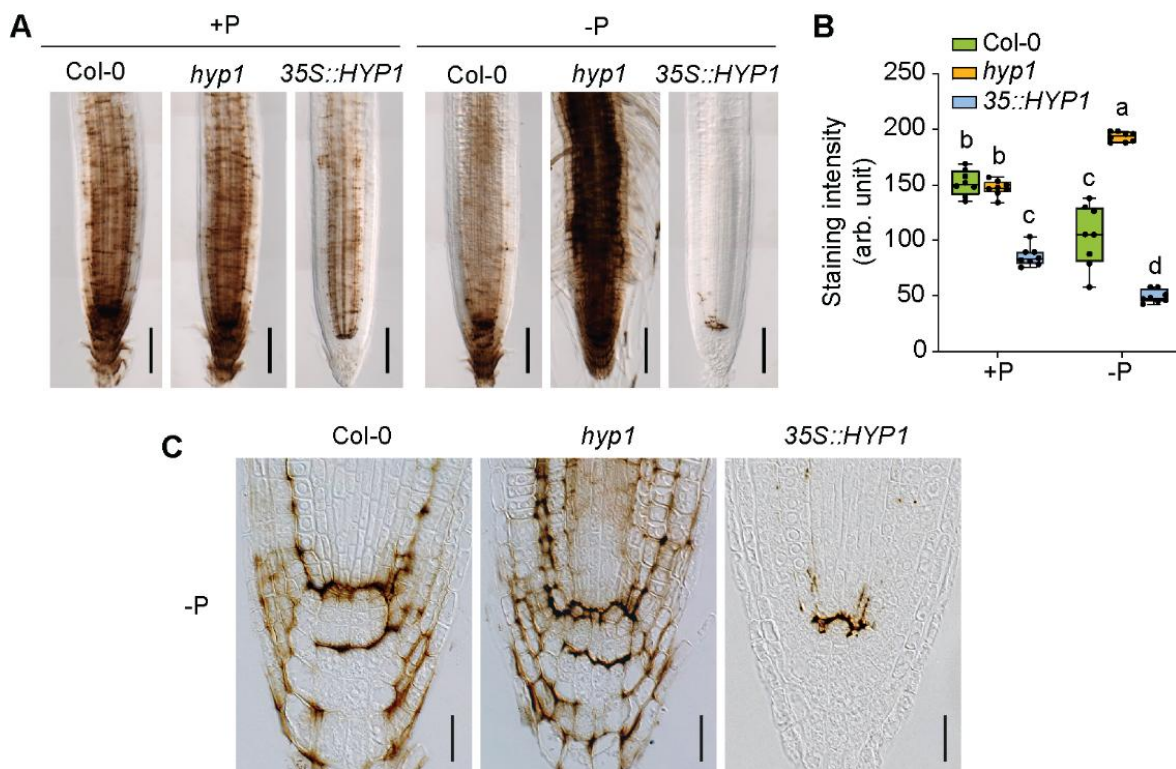 A
+P
-P
Col-0 hyp1 35S::HYP1 Col-0 hyp1 35S::HYP1
B
Col-0
hyp1
35::HYP1
Staining intensity
(arb. unit)
250
200
150
100
50
0
b b c c a d
+P -P
C
Col-0 hyp1 35S::HYP1
-P